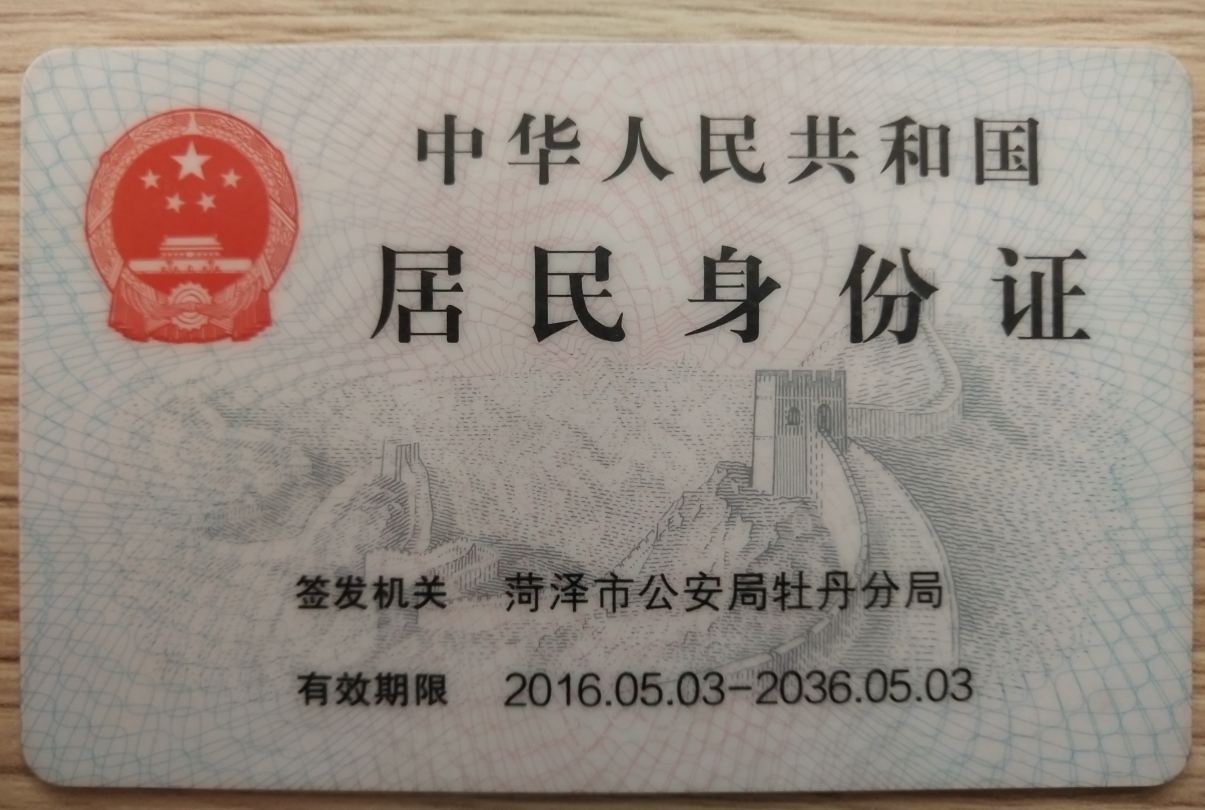 中华人民共和国
居民身份证
签发机关 菏泽市公安局牡丹分局
有效期限 2016.05.03-2036.05.03